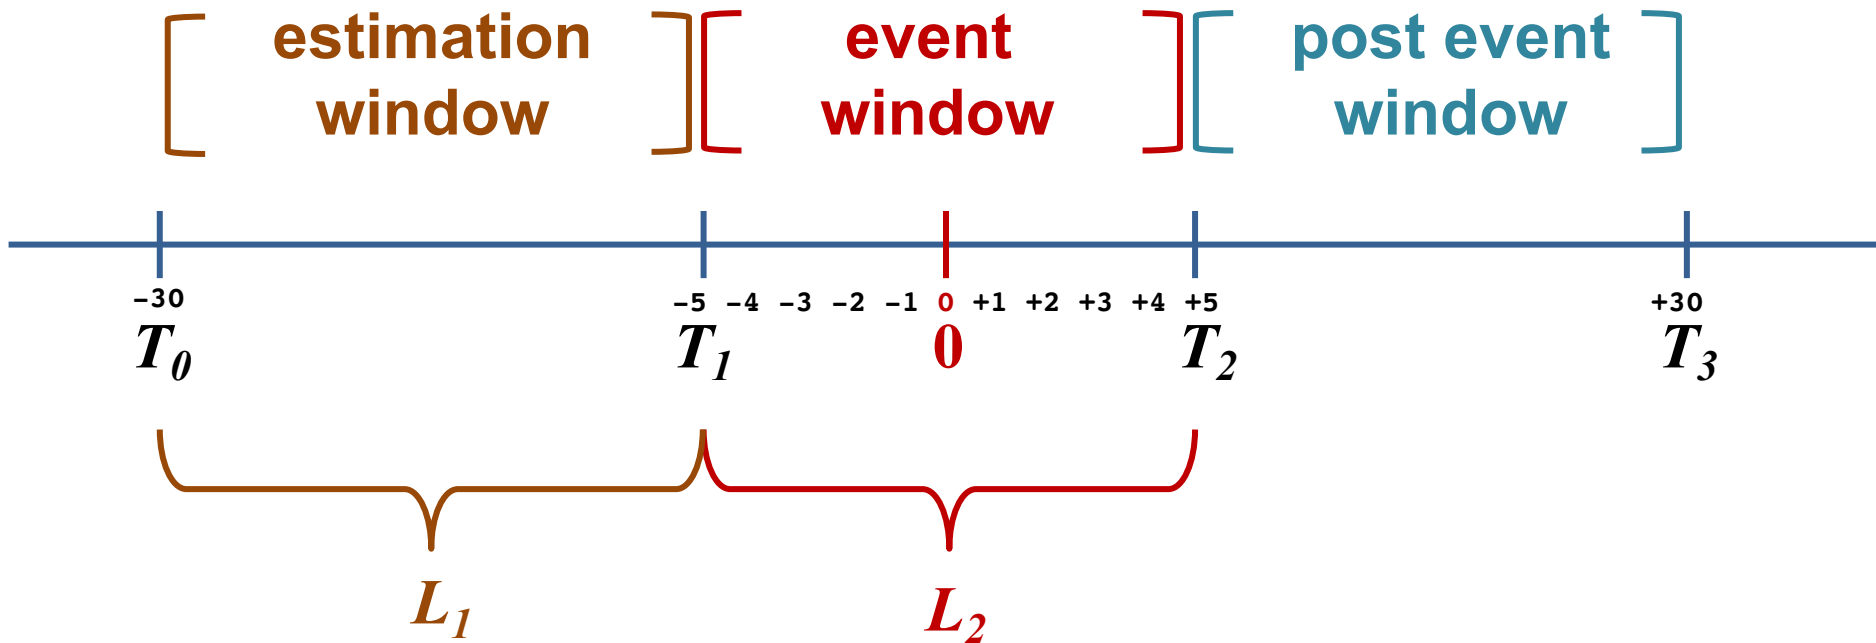 estimation
window
event
window
post event
window
-30
-5 -4 -3 -2 -1 0 +1 +2 +3 +4 +5
+30
T0
T1
0
T2
T3
L1
L2